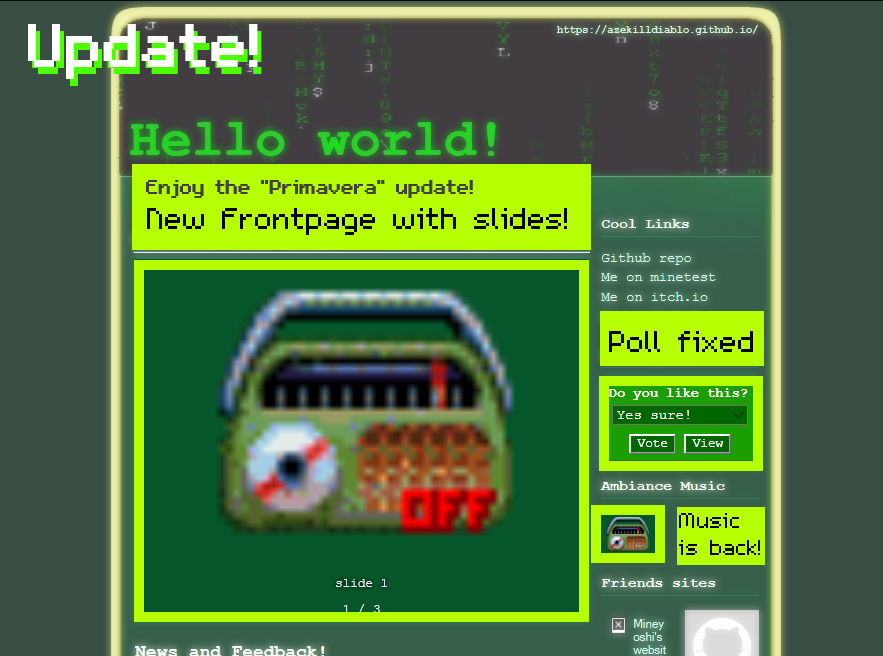 Update!
https://azekilldiablo.github.io/
Hello world!
Enjoy the "Primavera" update!
New Frontpage with slides!
OFF
slide 1
1 / 3
News and Feedback!
Cool Links
Github repo
Me on minetest
Me on itch.io
Poll fixed
Do you like this?
Yes sure!
Vote View
Ambiance Music
Music
is back!
Friends sites
Miney
oshi's
websit